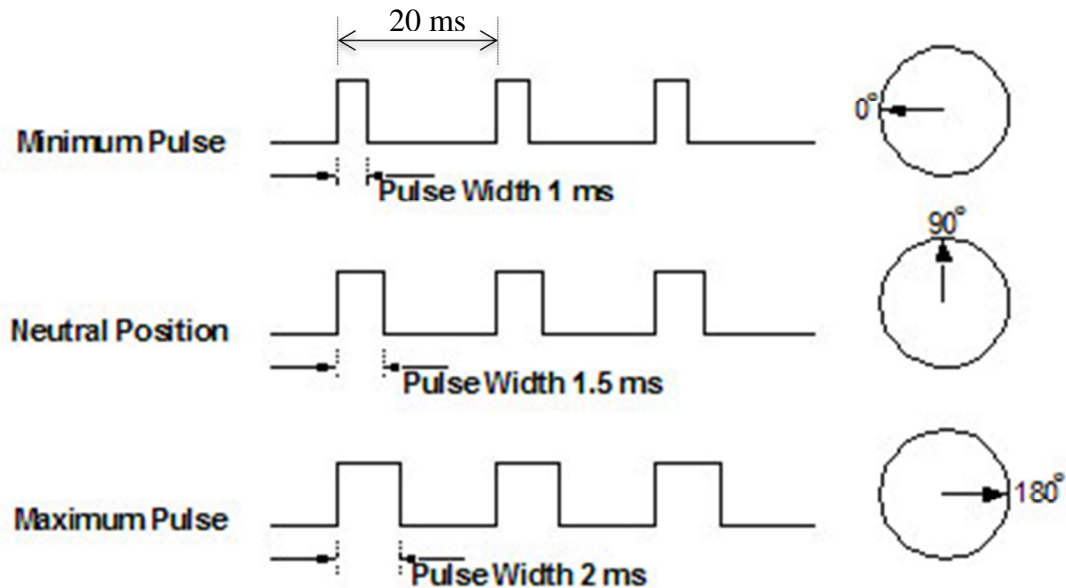 20 ms
Minimum Pulse
0°
Pulse Width 1 ms
90°
Neutral Position
Pulse Width 1.5 ms
Maximum Pulse
180°
Pulse Width 2 ms